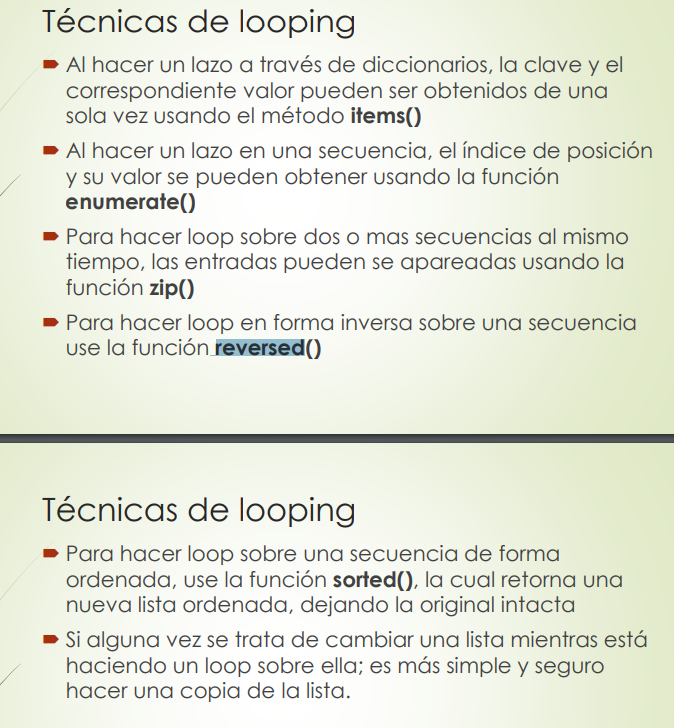 Técnicas de looping
Al hacer un lazo a través de diccionarios, la clave y el
correspondiente valor pueden ser obtenidos de una
sola vez usando el método items()
Al hacer un lazo en una secuencia, el índice de posición
y su valor se pueden obtener usando la función
enumerate()
Para hacer loop sobre dos o mas secuencias al mismo
tiempo, las entradas pueden se apareadas usando la
función zip()
Para hacer loop en forma inversa sobre una secuencia
use la función reversed()
Técnicas de looping
Para hacer loop sobre una secuencia de forma
ordenada, use la función sorted(), la cual retorna una
nueva lista ordenada, dejando la original intacta
Si alguna vez se trata de cambiar una lista mientras está
haciendo un loop sobre ella; es más simple y seguro
hacer una copia de la lista.